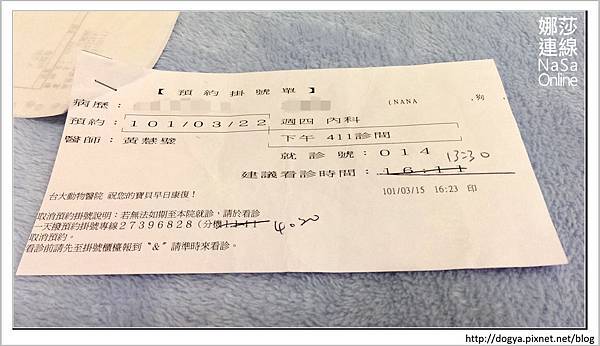 娜莎
連線
NaSa
Online
【 預 約 掛 號 單 】
病歷：
(NANA ,狗
預約：101/03/22 週四 內科
下午 411診間
醫師：黃慧璧
就 診 號：014
13:30
建議看診時間：16:11
101/03/15 16:23 印
台大動物醫院 祝您的寶貝早日康復！
取消預約掛號說明：若無法如期至本院就診，請於看診
一天撥預約掛號專線27396828（分機
取消預約。
看診前請先至掛號櫃檯報到〝&〞請準時來看診。
http://dogya.pixnet.net/blog